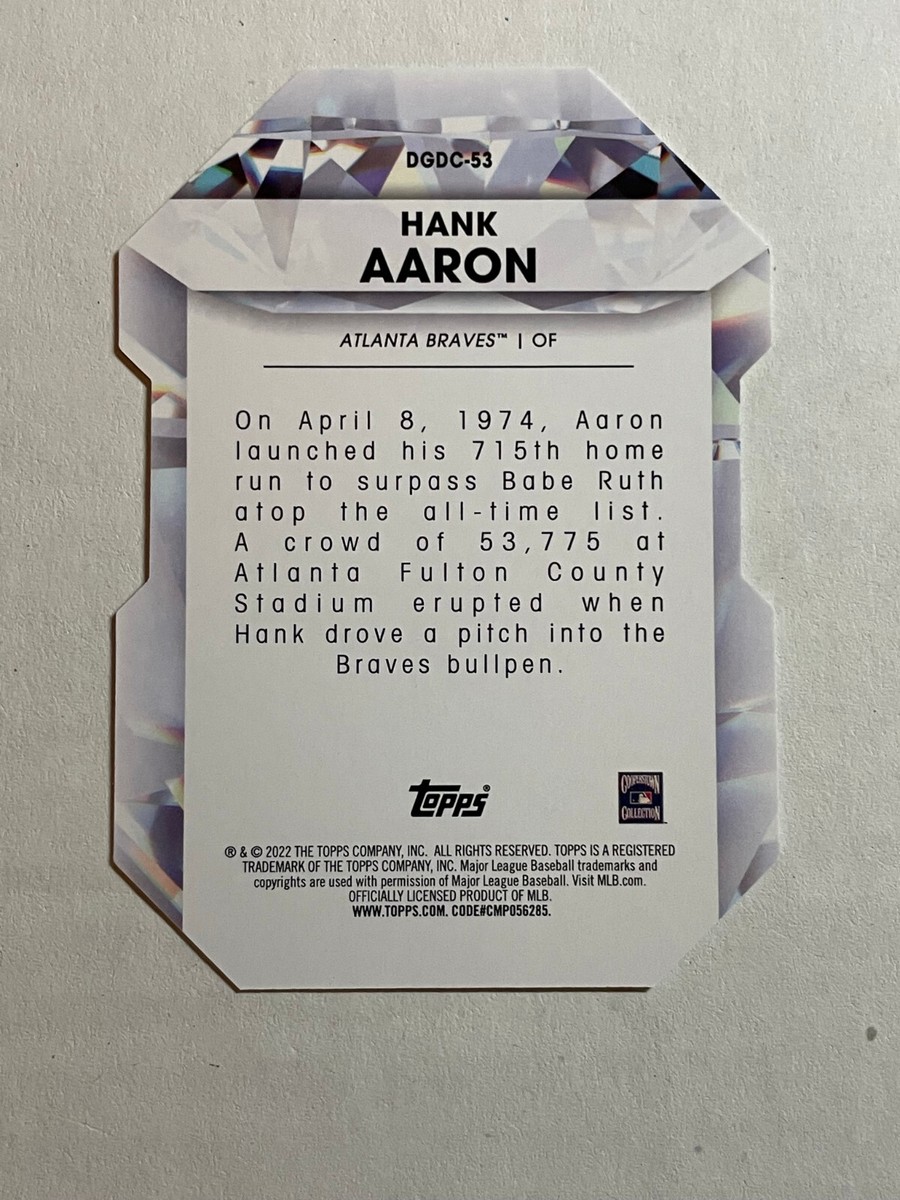 DGDC-53
HANK
AARON
ATLANTA BRAVES™ | OF
On April 8, 1974, Aaron
launched his 715th home
run to surpass Babe Ruth
atop the all-time list.
A crowd of 53,775 at
Atlanta Fulton County
Stadium erupted when
Hank drove a pitch into the
Braves bullpen.
topps®
COOPERSTOWN
COLLECTION™
® & © 2022 THE TOPPS COMPANY, INC. ALL RIGHTS RESERVED. TOPPS IS A REGISTERED
TRADEMARK OF THE TOPPS COMPANY, INC. Major League Baseball trademarks and
copyrights are used with permission of Major League Baseball. Visit MLB.com.
OFFICIALLY LICENSED PRODUCT OF MLB.
WWW.TOPPS.COM. CODE#CMP056285.